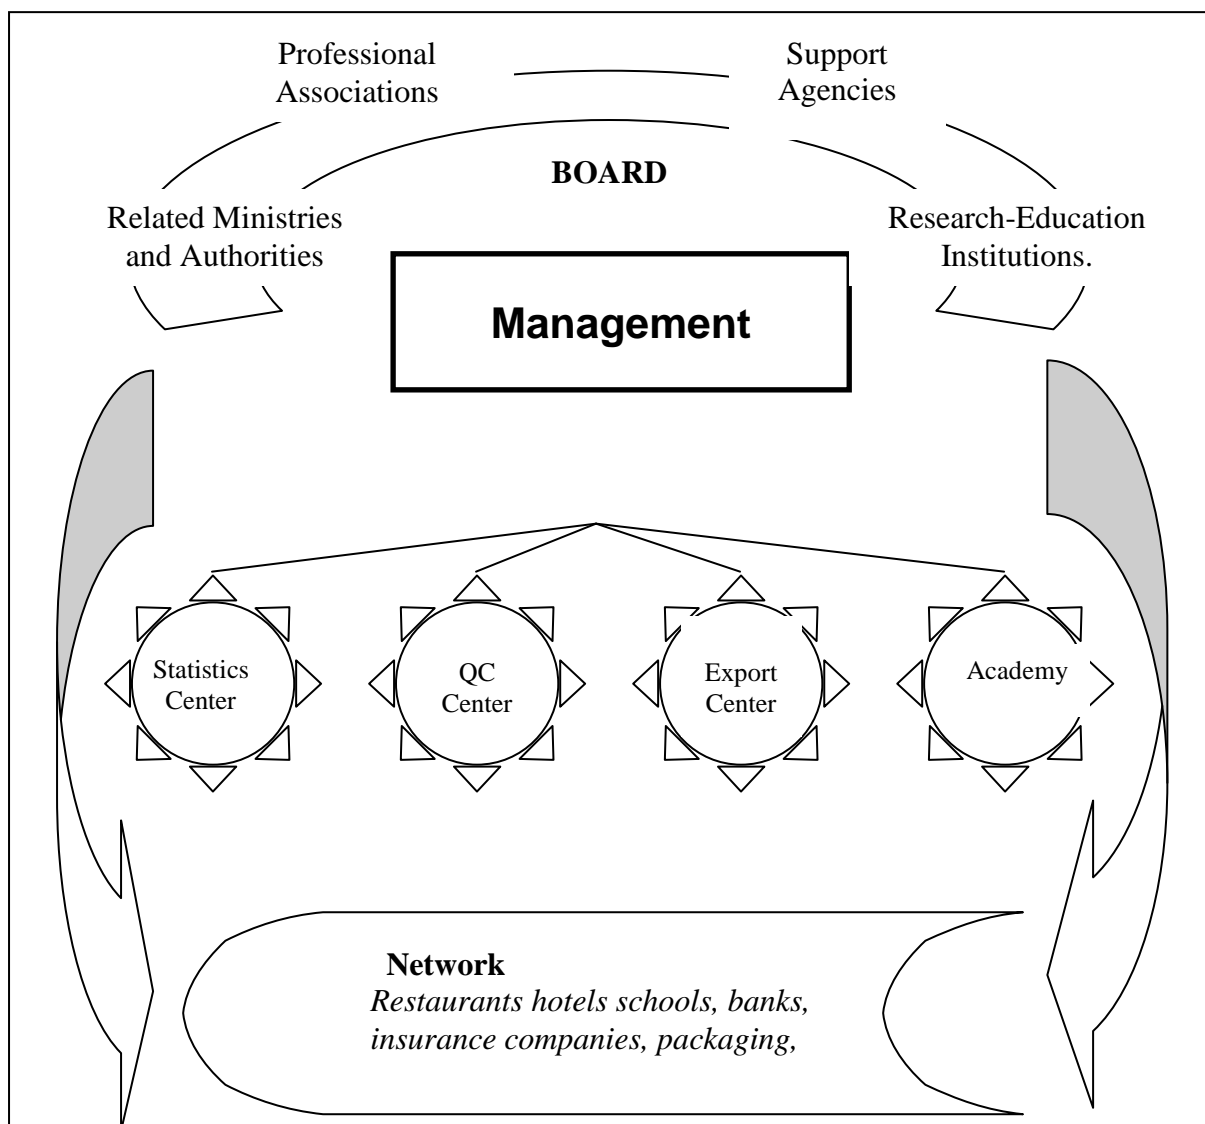 Professional
Associations
Support
Agencies
BOARD
Related Ministries
and Authorities
Research-Education
Institutions.
Management
Statistics
Center
QC
Center
Export
Center
Academy
Network
Restaurants hotels schools, banks,
insurance companies, packaging,